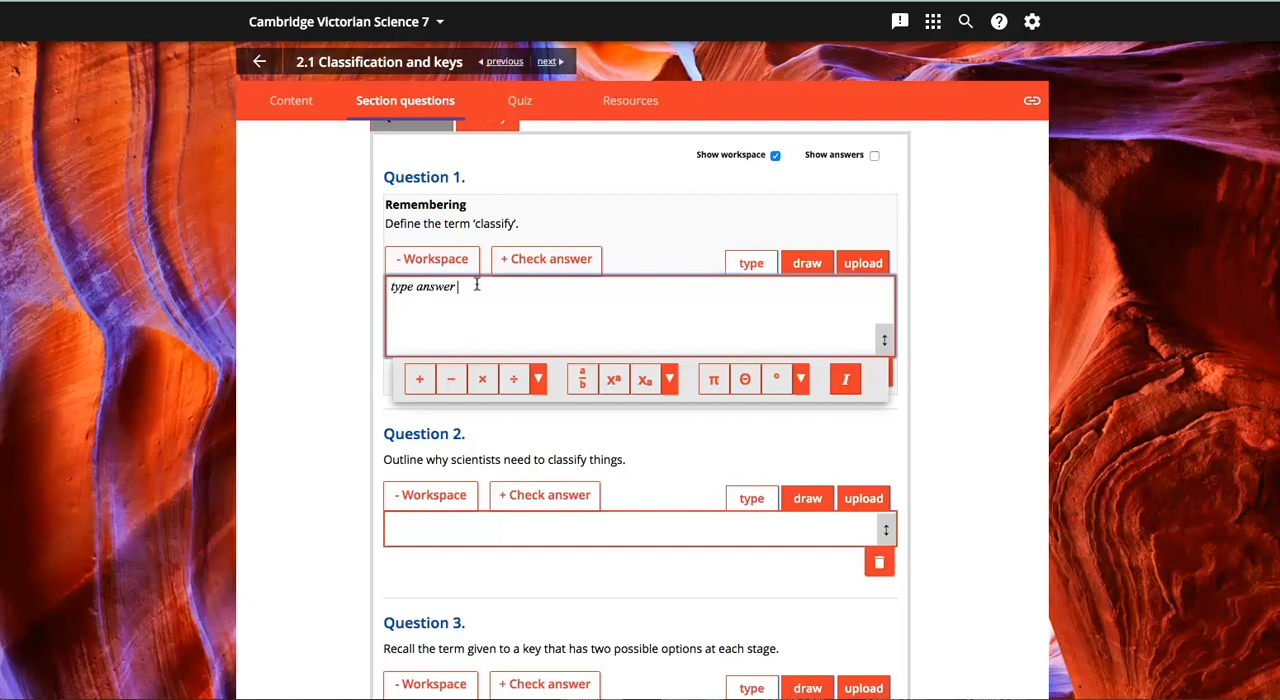 Cambridge Victorian Science 7
2.1 Classification and keys previous next
Content Section questions Quiz Resources
Show workspace Show answers
Question 1.
Remembering
Define the term ‘classify’.
- Workspace + Check answer type draw upload
type answer
+ − × ÷ a/b xᵃ xₐ π Θ ° I
Question 2.
Outline why scientists need to classify things.
- Workspace + Check answer type draw upload
Question 3.
Recall the term given to a key that has two possible options at each stage.
- Workspace + Check answer type draw upload